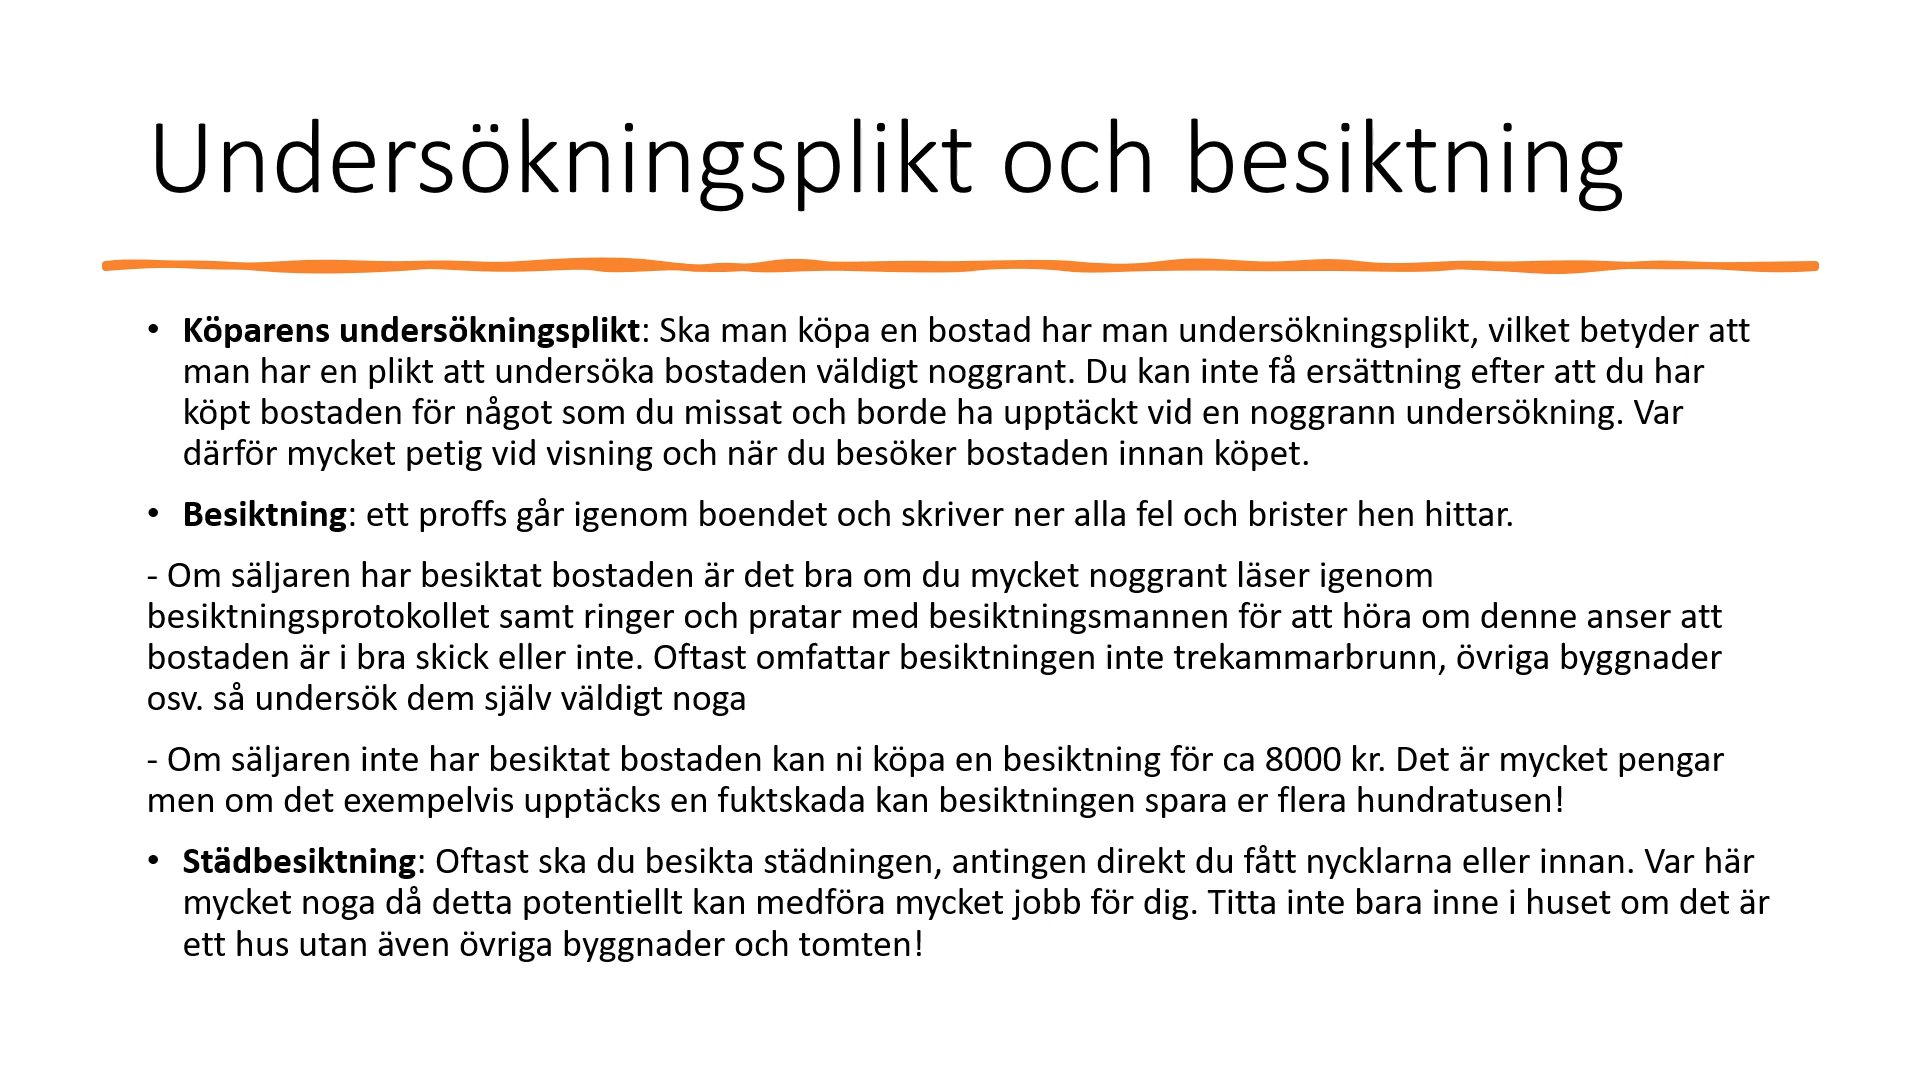 Undersökningsplikt och besiktning
• Köparens undersökningsplikt: Ska man köpa en bostad har man undersökningsplikt, vilket betyder att
man har en plikt att undersöka bostaden väldigt noggrant. Du kan inte få ersättning efter att du har
köpt bostaden för något som du missat och borde ha upptäckt vid en noggrann undersökning. Var
därför mycket petig vid visning och när du besöker bostaden innan köpet.
• Besiktning: ett proffs går igenom boendet och skriver ner alla fel och brister hen hittar.
- Om säljaren har besiktat bostaden är det bra om du mycket noggrant läser igenom
besiktningsprotokollet samt ringer och pratar med besiktningsmannen för att höra om denne anser att
bostaden är i bra skick eller inte. Oftast omfattar besiktningen inte trekammarbrunn, övriga byggnader
osv. så undersök dem själv väldigt noga
- Om säljaren inte har besiktat bostaden kan ni köpa en besiktning för ca 8000 kr. Det är mycket pengar
men om det exempelvis upptäcks en fuktskada kan besiktningen spara er flera hundratusen!
• Städbesiktning: Oftast ska du besikta städningen, antingen direkt du fått nycklarna eller innan. Var här
mycket noga då detta potentiellt kan medföra mycket jobb för dig. Titta inte bara inne i huset om det är
ett hus utan även övriga byggnader och tomten!